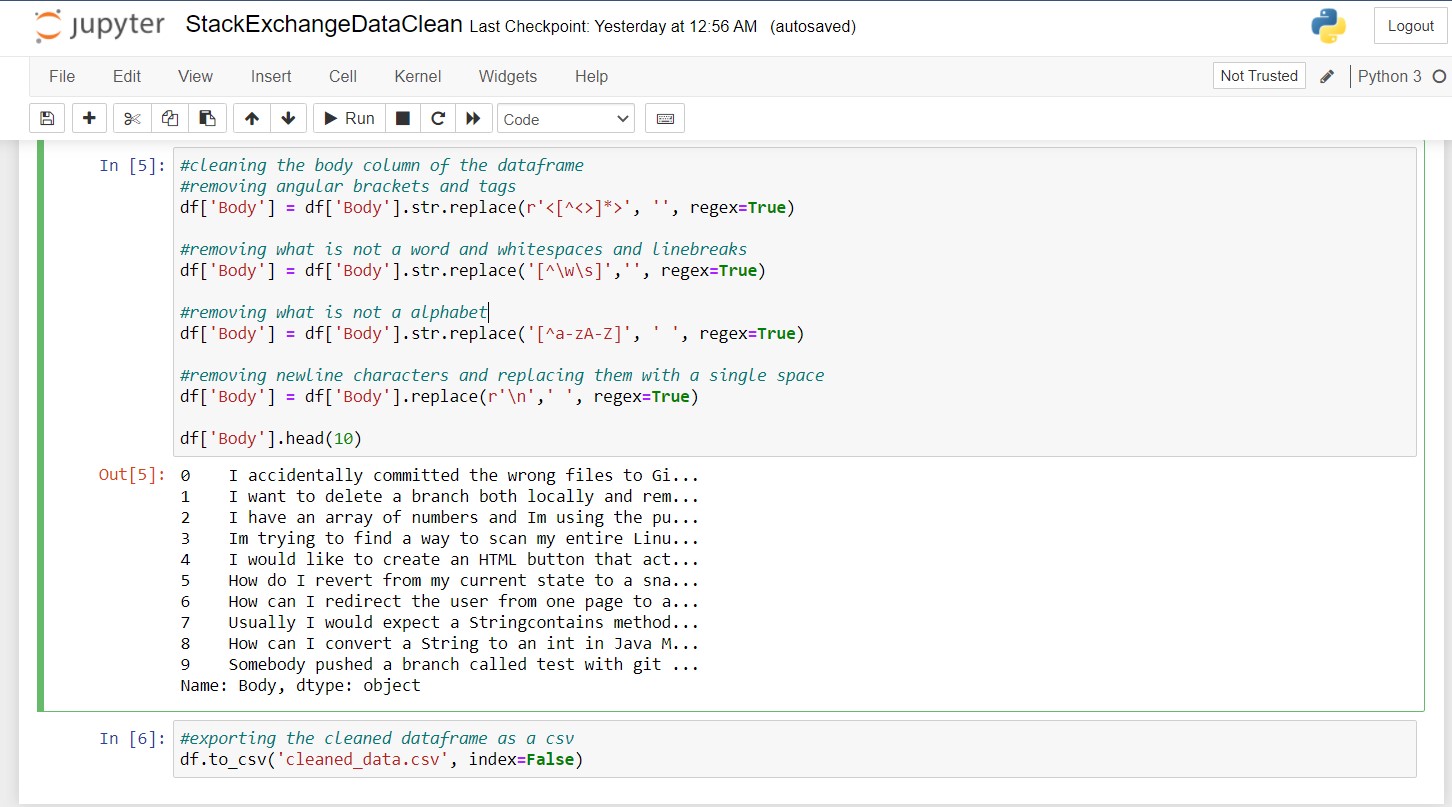 jupyter StackExchangeDataClean Last Checkpoint: Yesterday at 12:56 AM (autosaved) Logout
File Edit View Insert Cell Kernel Widgets Help Not Trusted Python 3
Run Code
In [5]: #cleaning the body column of the dataframe
#removing angular brackets and tags
df['Body'] = df['Body'].str.replace(r'<[^<>]*>', '', regex=True)
#removing what is not a word and whitespaces and linebreaks
df['Body'] = df['Body'].str.replace('[^\w\s]','', regex=True)
#removing what is not a alphabet
df['Body'] = df['Body'].str.replace('[^a-zA-Z]', ' ', regex=True)
#removing newline characters and replacing them with a single space
df['Body'] = df['Body'].replace(r'\n',' ', regex=True)
df['Body'].head(10)
Out[5]: 0 I accidentally committed the wrong files to Gi...
1 I want to delete a branch both locally and rem...
2 I have an array of numbers and Im using the pu...
3 Im trying to find a way to scan my entire Linu...
4 I would like to create an HTML button that act...
5 How do I revert from my current state to a sna...
6 How can I redirect the user from one page to a...
7 Usually I would expect a Stringcontains method...
8 How can I convert a String to an int in Java M...
9 Somebody pushed a branch called test with git ...
Name: Body, dtype: object
In [6]: #exporting the cleaned dataframe as a csv
df.to_csv('cleaned_data.csv', index=False)